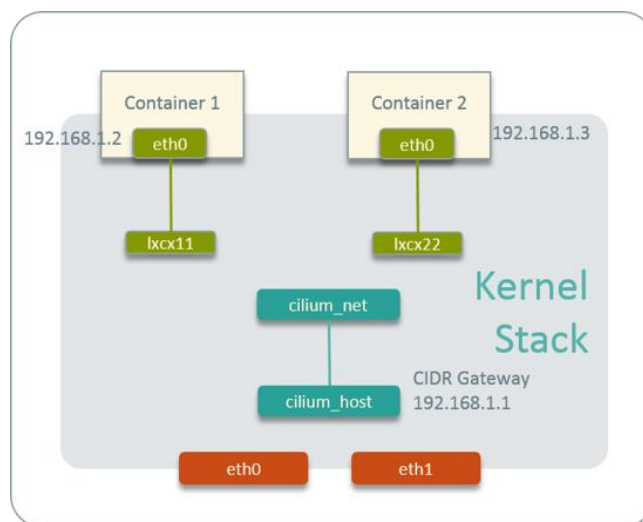 Container 1
Container 2
192.168.1.2
eth0
eth0
192.168.1.3
lxcx11
lxcx22
Kernel
Stack
cilium_net
CIDR Gateway
192.168.1.1
cilium_host
eth0
eth1